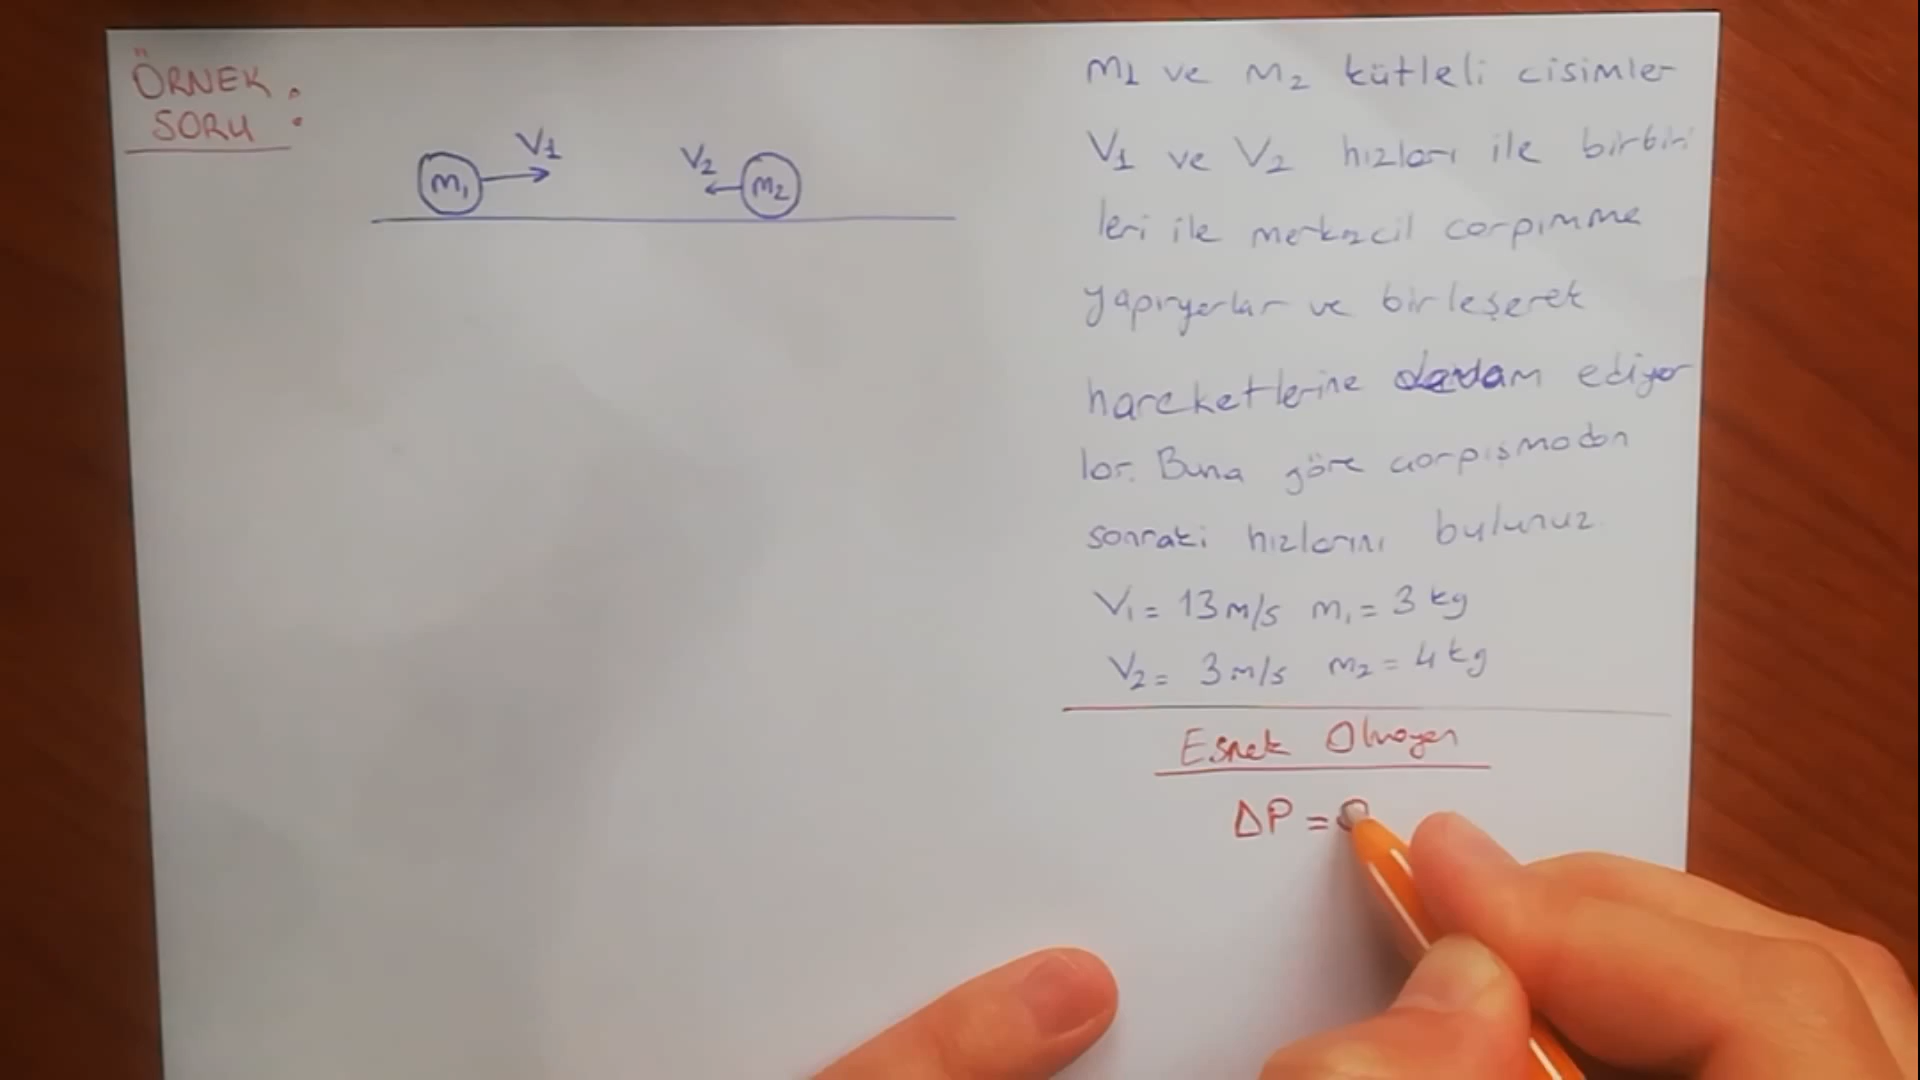 ÖRNEK
SORU :
V1
V2
m1
m2
m1 ve m2 kütleli cisimler
V1 ve V2 hızları ile birbiri
leri ile merkezcil çarpımma
yapıyorlar ve birleşerek
hareketlerine devam ediyor
lar. Buna göre çarpışmadan
sonraki hızlarını bulunuz.
V1 = 13 m/s m1 = 3 kg
V2 = 3 m/s m2 = 4 kg
Esnek Olmayan
ΔP = 0